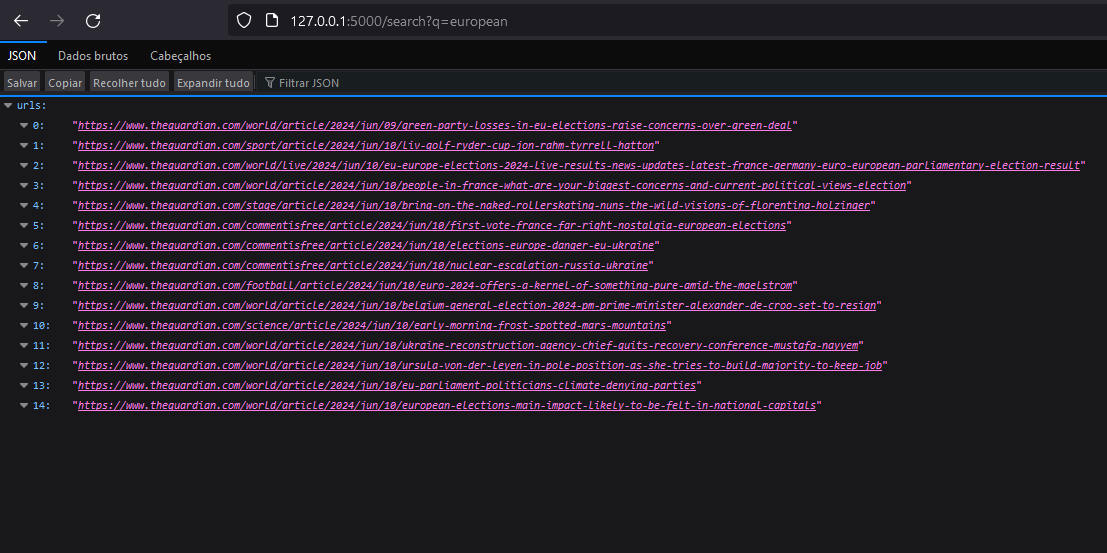 127.0.0.1:5000/search?q=european
JSON Dados brutos Cabeçalhos
Salvar Copiar Recolher tudo Expandir tudo Filtrar JSON
urls:
0: "https://www.theguardian.com/world/article/2024/jun/09/green-party-losses-in-eu-elections-raise-concerns-over-green-deal"
1: "https://www.theguardian.com/sport/article/2024/jun/10/liv-golf-ryder-cup-jon-rahm-tyrrell-hatton"
2: "https://www.theguardian.com/world/live/2024/jun/10/eu-europe-elections-2024-live-results-news-updates-latest-france-germany-euro-european-parliamentary-election-result"
3: "https://www.theguardian.com/world/article/2024/jun/10/people-in-france-what-are-your-biggest-concerns-and-current-political-views-election"
4: "https://www.theguardian.com/stage/article/2024/jun/10/bring-on-the-naked-rollerskating-nuns-the-wild-visions-of-florentina-holzinger"
5: "https://www.theguardian.com/commentisfree/article/2024/jun/10/first-vote-france-far-right-nostalgia-european-elections"
6: "https://www.theguardian.com/commentisfree/article/2024/jun/10/elections-europe-danger-eu-ukraine"
7: "https://www.theguardian.com/commentisfree/article/2024/jun/10/nuclear-escalation-russia-ukraine"
8: "https://www.theguardian.com/football/article/2024/jun/10/euro-2024-offers-a-kernel-of-something-pure-amid-the-maelstrom"
9: "https://www.theguardian.com/world/article/2024/jun/10/belgium-general-election-2024-pm-prime-minister-alexander-de-croo-set-to-resign"
10: "https://www.theguardian.com/science/article/2024/jun/10/early-morning-frost-spotted-mars-mountains"
11: "https://www.theguardian.com/world/article/2024/jun/10/ukraine-reconstruction-agency-chief-quits-recovery-conference-mustafa-nayyem"
12: "https://www.theguardian.com/world/article/2024/jun/10/ursula-von-der-leyen-in-pole-position-as-she-tries-to-build-majority-to-keep-job"
13: "https://www.theguardian.com/world/article/2024/jun/10/eu-parliament-politicians-climate-denying-parties"
14: "https://www.theguardian.com/world/article/2024/jun/10/european-elections-main-impact-likely-to-be-felt-in-national-capitals"